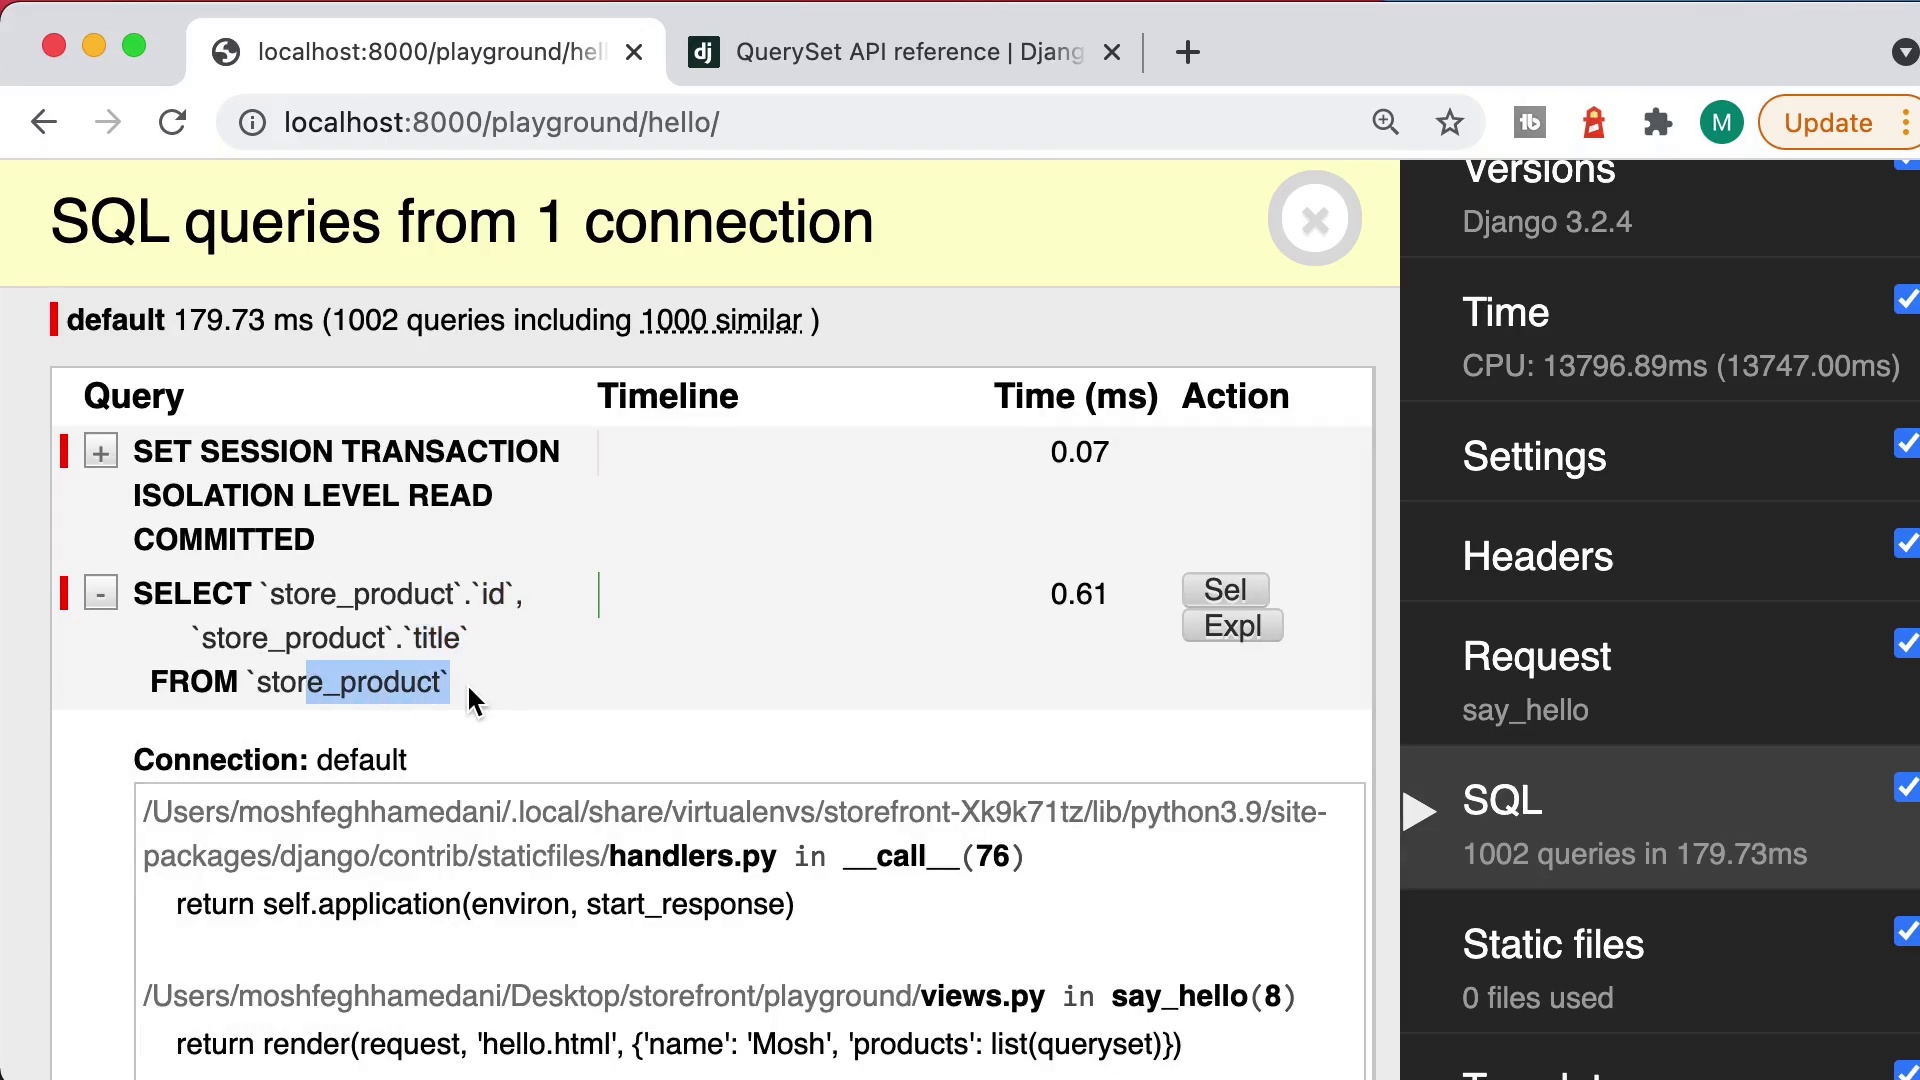 localhost:8000/playground/hel
QuerySet API reference | Djang
localhost:8000/playground/hello/
M
Update
SQL queries from 1 connection
default 179.73 ms (1002 queries including 1000 similar )
Query Timeline Time (ms) Action
+ SET SESSION TRANSACTION 0.07
ISOLATION LEVEL READ
COMMITTED
- SELECT `store_product`.`id`, 0.61 Sel
`store_product`.`title` Expl
FROM `store_product`
Connection: default
/Users/moshfeghhamedani/.local/share/virtualenvs/storefront-Xk9k71tz/lib/python3.9/site-
packages/django/contrib/staticfiles/handlers.py in __call__(76)
return self.application(environ, start_response)
/Users/moshfeghhamedani/Desktop/storefront/playground/views.py in say_hello(8)
return render(request, 'hello.html', {'name': 'Mosh', 'products': list(queryset)})
Versions
Django 3.2.4
Time
CPU: 13796.89ms (13747.00ms)
Settings
Headers
Request
say_hello
SQL
1002 queries in 179.73ms
Static files
0 files used